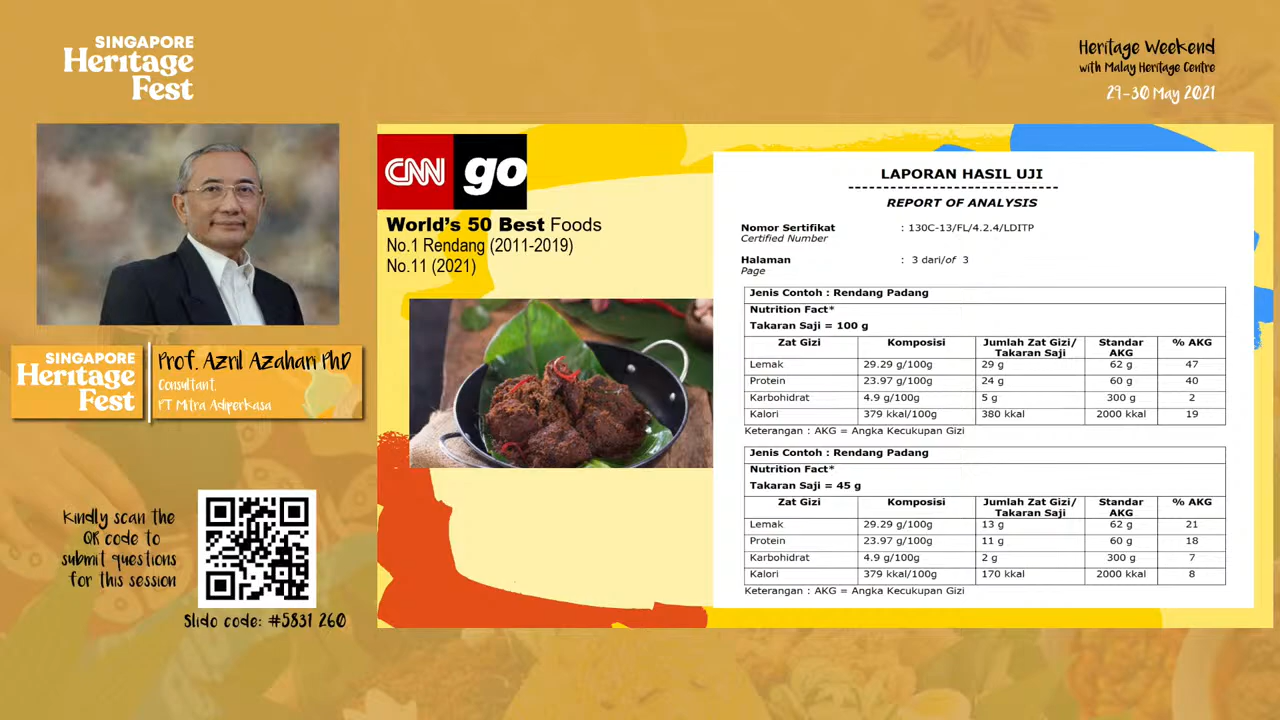 SINGAPORE
Heritage
Fest
Heritage Weekend
with Malay Heritage Centre
29-30 May 2021
SINGAPORE
Heritage
Fest
Prof. Azril Azahari PhD
Consultant,
PT Mitra Adiperkasa
Kindly scan the
QR code to
submit questions
for this session
Slido code: #5831 260
CNN go
World's 50 Best Foods
No.1 Rendang (2011-2019)
No.11 (2021)
LAPORAN HASIL UJI
REPORT OF ANALYSIS
Nomor Sertifikat : 130C-13/FL/4.2.4/LDITP
Certified Number
Halaman : 3 dari/of 3
Page
Jenis Contoh : Rendang Padang
Nutrition Fact*
Takaran Saji = 100 g
Zat Gizi Komposisi Jumlah Zat Gizi/ Standar % AKG
Takaran Saji AKG
Lemak 29.29 g/100g 29 g 62 g 47
Protein 23.97 g/100g 24 g 60 g 40
Karbohidrat 4.9 g/100g 5 g 300 g 2
Kalori 379 kkal/100g 380 kkal 2000 kkal 19
Keterangan : AKG = Angka Kecukupan Gizi
Jenis Contoh : Rendang Padang
Nutrition Fact*
Takaran Saji = 45 g
Zat Gizi Komposisi Jumlah Zat Gizi/ Standar % AKG
Takaran Saji AKG
Lemak 29.29 g/100g 13 g 62 g 21
Protein 23.97 g/100g 11 g 60 g 18
Karbohidrat 4.9 g/100g 2 g 300 g 7
Kalori 379 kkal/100g 170 kkal 2000 kkal 8
Keterangan : AKG = Angka Kecukupan Gizi